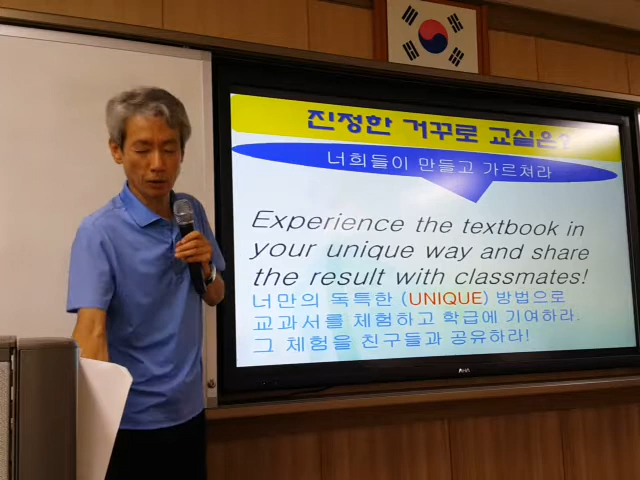 진정한 거꾸로 교실은?
너희들이 만들고 가르쳐라
Experience the textbook in
your unique way and share
the result with classmates!
너만의 독특한 (UNIQUE) 방법으로
교과서를 체험하고 학급에 기여하라.
그 체험을 친구들과 공유하라!